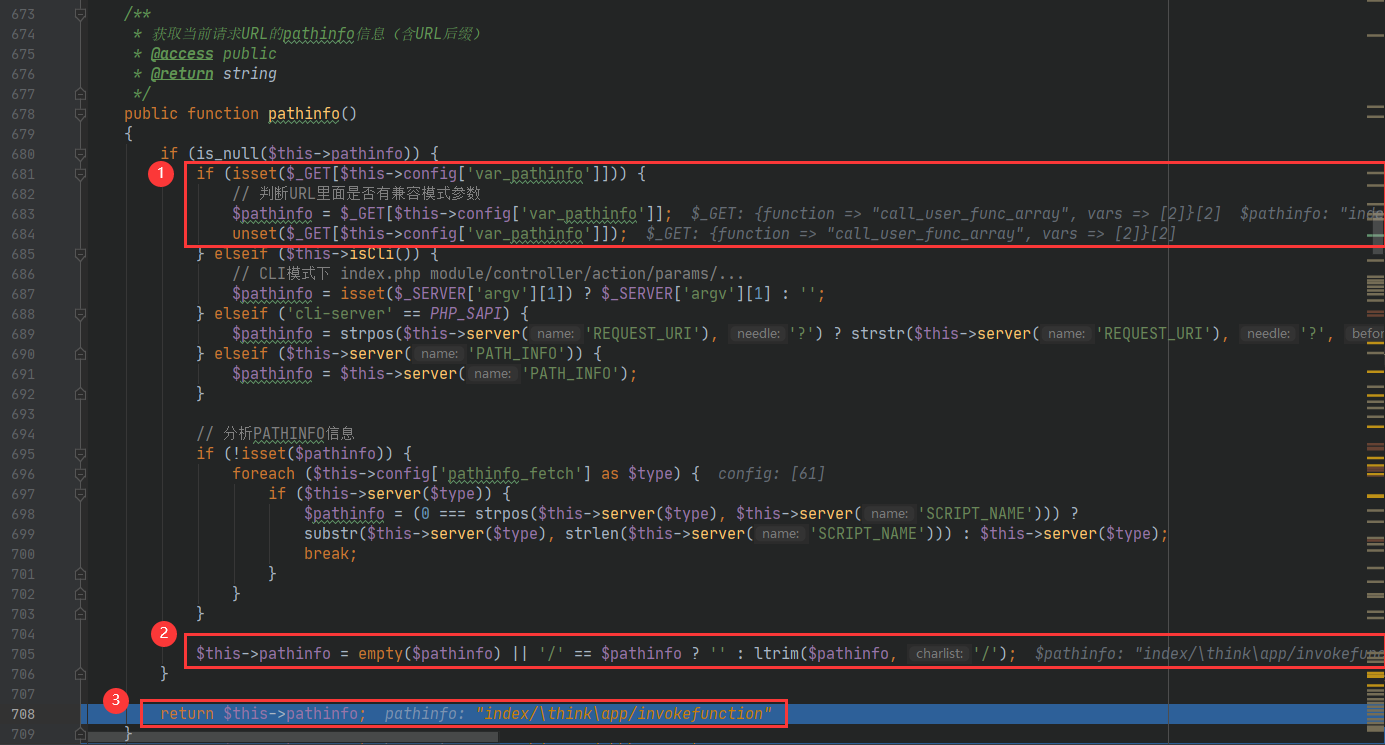 673 /**
674 * 获取当前请求URL的pathinfo信息（含URL后缀）
675 * @access public
676 * @return string
677 */
678 public function pathinfo()
679 {
680 if (is_null($this->pathinfo)) {
1
681 if (isset($_GET[$this->config['var_pathinfo']])) {
682 // 判断URL里面是否有兼容模式参数
683 $pathinfo = $_GET[$this->config['var_pathinfo']]; $_GET: {function => "call_user_func_array", vars => [2]}[2] $pathinfo: "inde
684 unset($_GET[$this->config['var_pathinfo']]); $_GET: {function => "call_user_func_array", vars => [2]}[2]
685 } elseif ($this->isCli()) {
686 // CLI模式下 index.php module/controller/action/params/...
687 $pathinfo = isset($_SERVER['argv'][1]) ? $_SERVER['argv'][1] : '';
688 } elseif ('cli-server' == PHP_SAPI) {
689 $pathinfo = strpos($this->server( name: 'REQUEST_URI'), needle: '?') ? strstr($this->server( name: 'REQUEST_URI'), needle: '?', befor
690 } elseif ($this->server( name: 'PATH_INFO')) {
691 $pathinfo = $this->server( name: 'PATH_INFO');
692 }
693
694 // 分析PATHINFO信息
695 if (!isset($pathinfo)) {
696 foreach ($this->config['pathinfo_fetch'] as $type) { config: [61]
697 if ($this->server($type)) {
698 $pathinfo = (0 === strpos($this->server($type), $this->server( name: 'SCRIPT_NAME'))) ?
699 substr($this->server($type), strlen($this->server( name: 'SCRIPT_NAME'))) : $this->server($type);
700 break;
701 }
702 }
703 }
704
2
705 $this->pathinfo = empty($pathinfo) || '/' == $pathinfo ? '' : ltrim($pathinfo, charlist: '/'); $pathinfo: "index/\think\app/invokefunc
706 }
707
3
708 return $this->pathinfo; pathinfo: "index/\think\app/invokefunction"
709 }